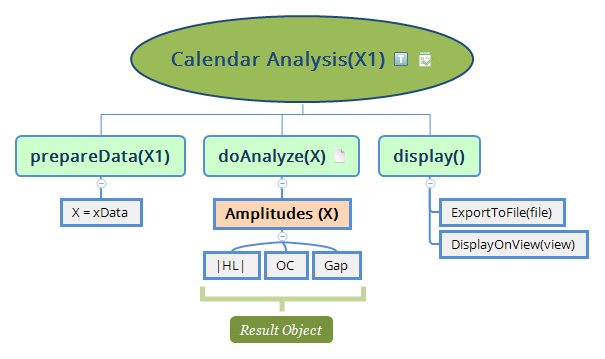 Calendar Analysis(X1) T
prepareData(X1)
doAnalyze(X)
display()
X = xData
Amplitudes (X)
ExportToFile(file)
DisplayOnView(view)
|HL|
OC
Gap
Result Object